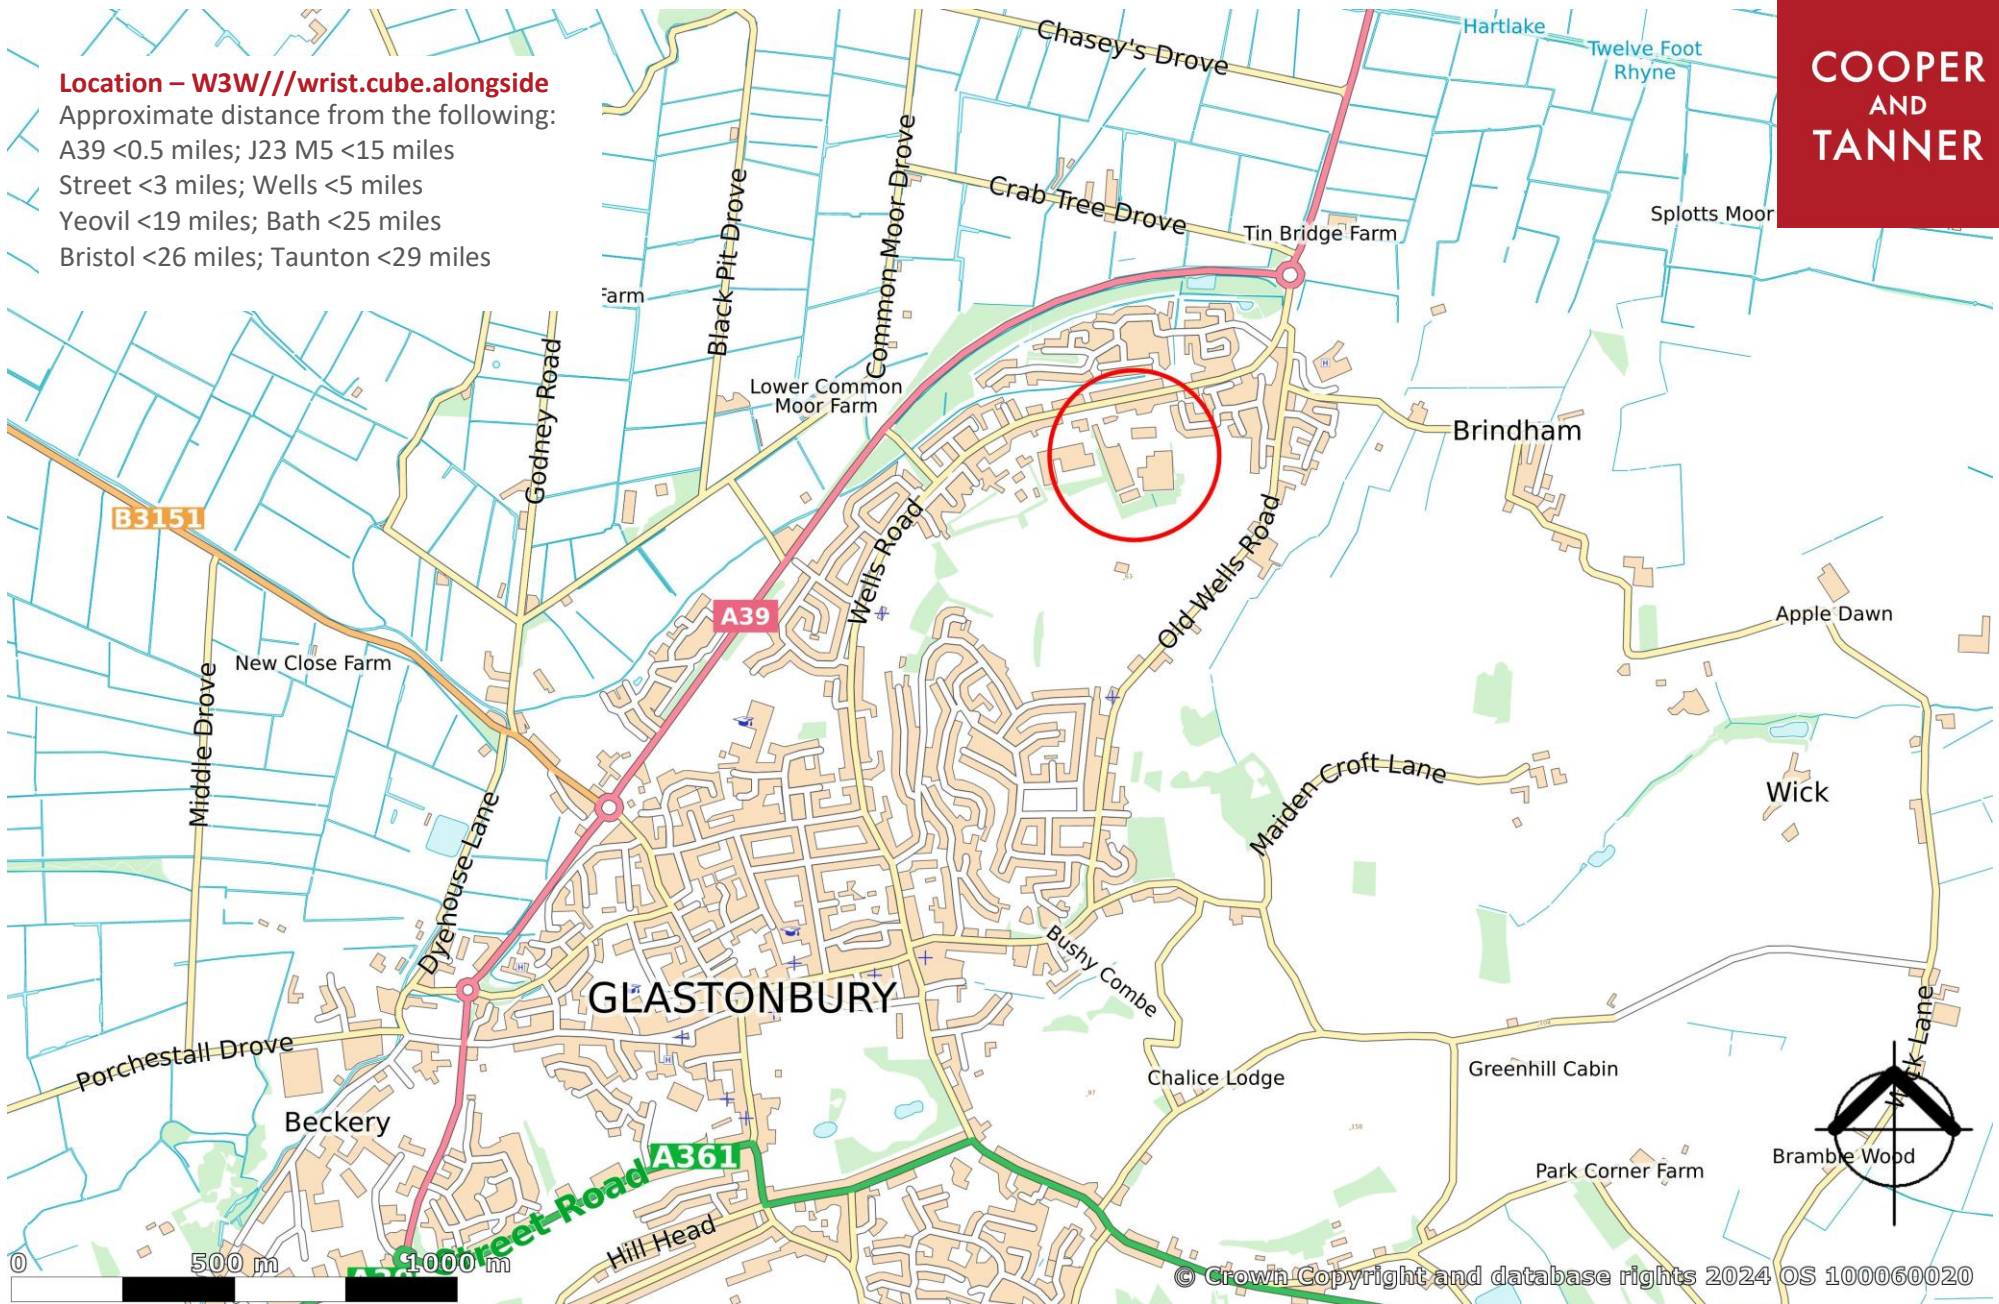 Location – W3W///wrist.cube.alongside
Approximate distance from the following:
A39 <0.5 miles; J23 M5 <15 miles
Street <3 miles; Wells <5 miles
Yeovil <19 miles; Bath <25 miles
Bristol <26 miles; Taunton <29 miles
COOPER
AND
TANNER
Chasey's Drove
Hartlake
Twelve Foot
Rhyne
Crab Tree Drove
Tin Bridge Farm
Splotts Moor
Black Pit Drove
Common Moor Drove
Farm
Godney Road
Lower Common
Moor Farm
Brindham
B3151
Wells Road
Old Wells Road
63
A39
Apple Dawn
New Close Farm
Middle Drove
Maiden Croft Lane
Wick
Dyehouse Lane
Bushy Combe
GLASTONBURY
Porchestall Drove
Wick Lane
Chalice Lodge
Greenhill Cabin
97
Beckery
158
A361
Bramble Wood
Park Corner Farm
Street Road
Hill Head
0 500 m 1000 m
© Crown Copyright and database rights 2024 OS 100060020